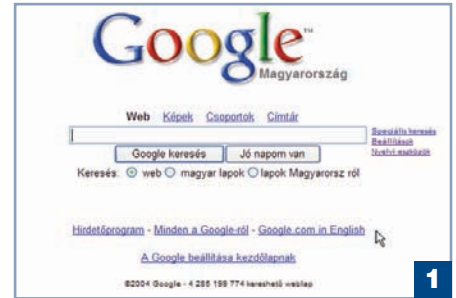 Google™
Magyarország
Web Képek Csoportok Címtár
Speciális keresés
Beállítások
Nyelvi eszközök
Google keresés Jó napom van
Keresés: web magyar lapok lapok Magyarorsz ról
Hirdetőprogram - Minden a Google-ról - Google.com in English
A Google beállítása kezdőlapnak
©2004 Google - 4 285 199 774 kereshető weblap
1